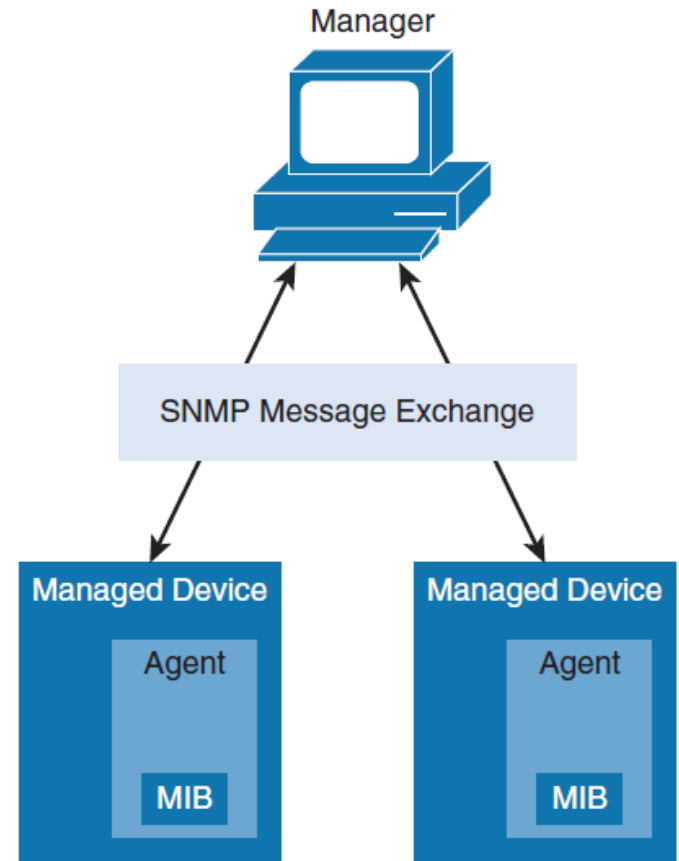 Manager
SNMP Message Exchange
Managed Device
Agent
MIB
Managed Device
Agent
MIB